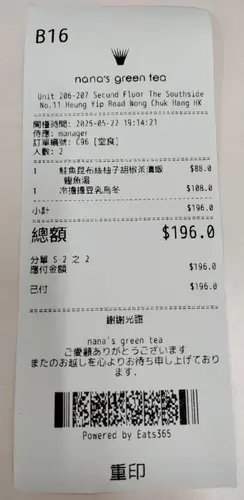 B16
nana's green tea
Unit 206-207 Second Floor The Southside
No.11 Heung Yip Road Wong Chuk Hang HK
開檯時間: 2025-05-22 19:14:21
侍應: manager
訂單編號: C96 [堂食]
人數: 2
1 鮭魚昆布絲柚子胡椒茶漬飯 $88.0
鰹魚湯
1 冷擔擔豆乳烏冬 $108.0
小計 $196.0
總額 $196.0
分單 S-2 之 2
應付金額 $196.0
已付 $196.0
謝謝光臨
nana's green tea
ご愛顧ありがとうございます
またのお越しを心よりお待ち申し上げており
ます.
Powered by Eats365
重印